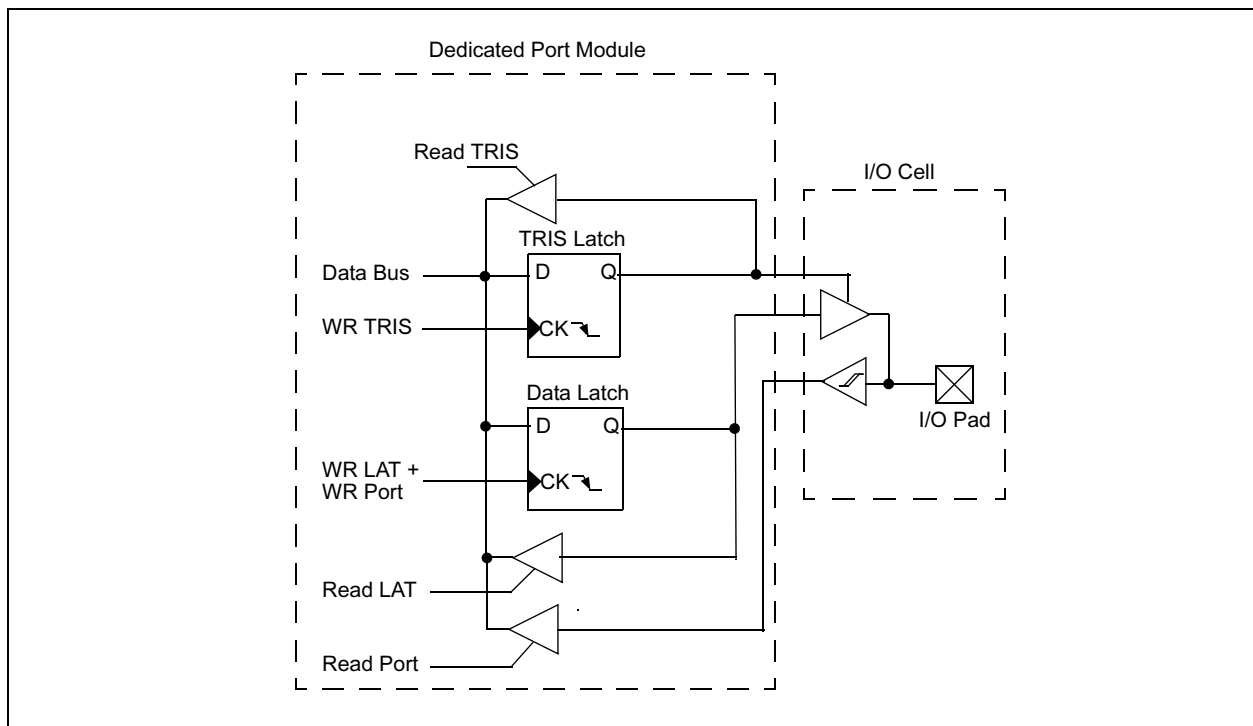 Dedicated Port Module
Read TRIS
I/O Cell
TRIS Latch
Data Bus
D
Q
WR TRIS
CK
I/O Pad
Data Latch
D
Q
WR LAT +
WR Port
CK
Read LAT
Read Port